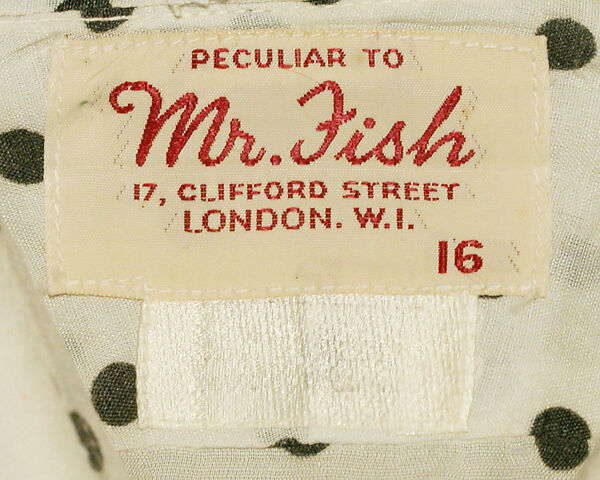 PECULIAR TO
Mr. Fish
17, CLIFFORD STREET
LONDON. W.I.
16